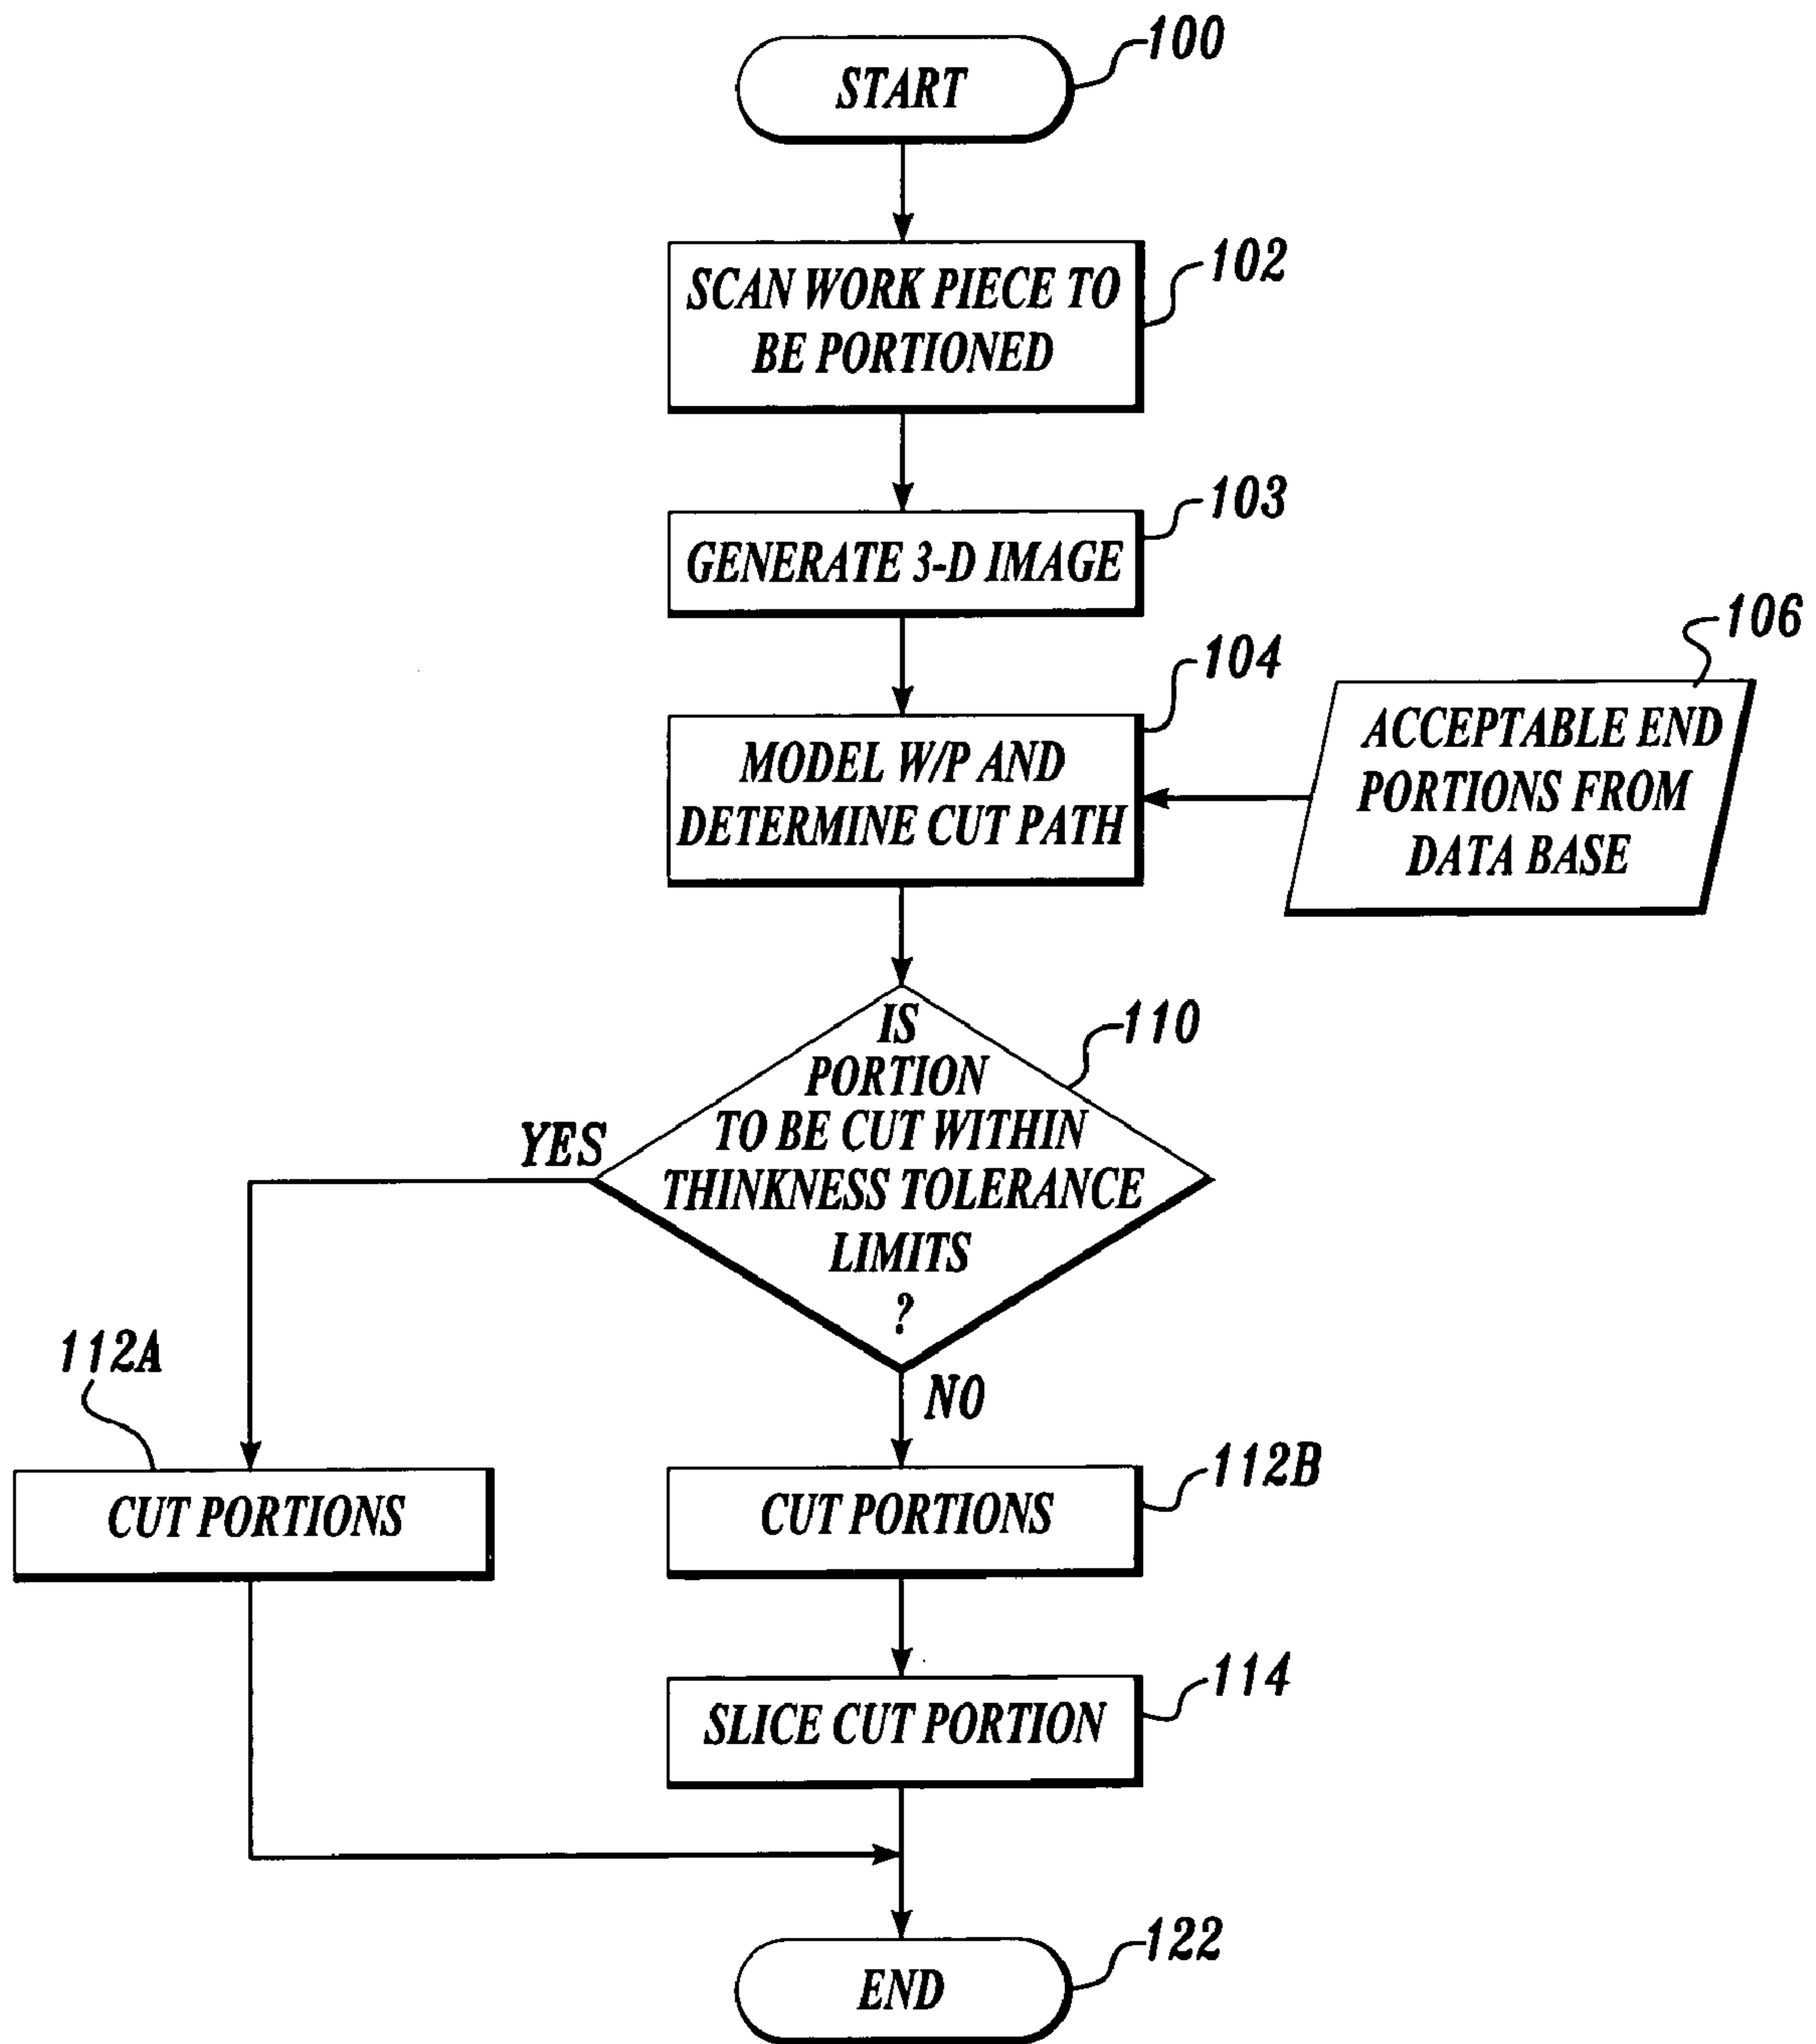 START
100
SCAN WORK PIECE TO
BE PORTIONED
102
GENERATE 3-D IMAGE
103
MODEL W/P AND
DETERMINE CUT PATH
104
ACCEPTABLE END
PORTIONS FROM
DATA BASE
106
IS
PORTION
TO BE CUT WITHIN
THINKNESS TOLERANCE
LIMITS
?
110
YES
NO
112A
CUT PORTIONS
CUT PORTIONS
112B
SLICE CUT PORTION
114
END
122